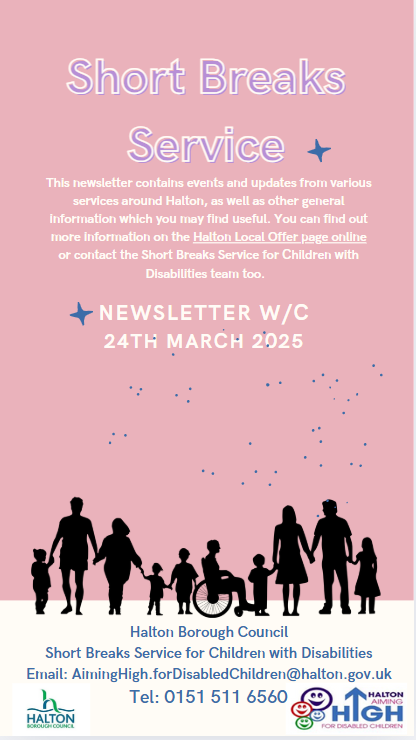 Short Breaks
Service
This newsletter contains events and updates from various
services around Halton, as well as other general
information which you may find useful. You can find out
more information on the Halton Local Offer page online
or contact the Short Breaks Service for Children with
Disabilities team too.
NEWSLETTER W/C
24TH MARCH 2025
Halton Borough Council
Short Breaks Service for Children with Disabilities
Email: AimingHigh.forDisabledChildren@halton.gov.uk
Tel: 0151 511 6560
HALTON
BOROUGH COUNCIL
HALTON
AIMING
HIGH
FOR DISABLED CHILDREN